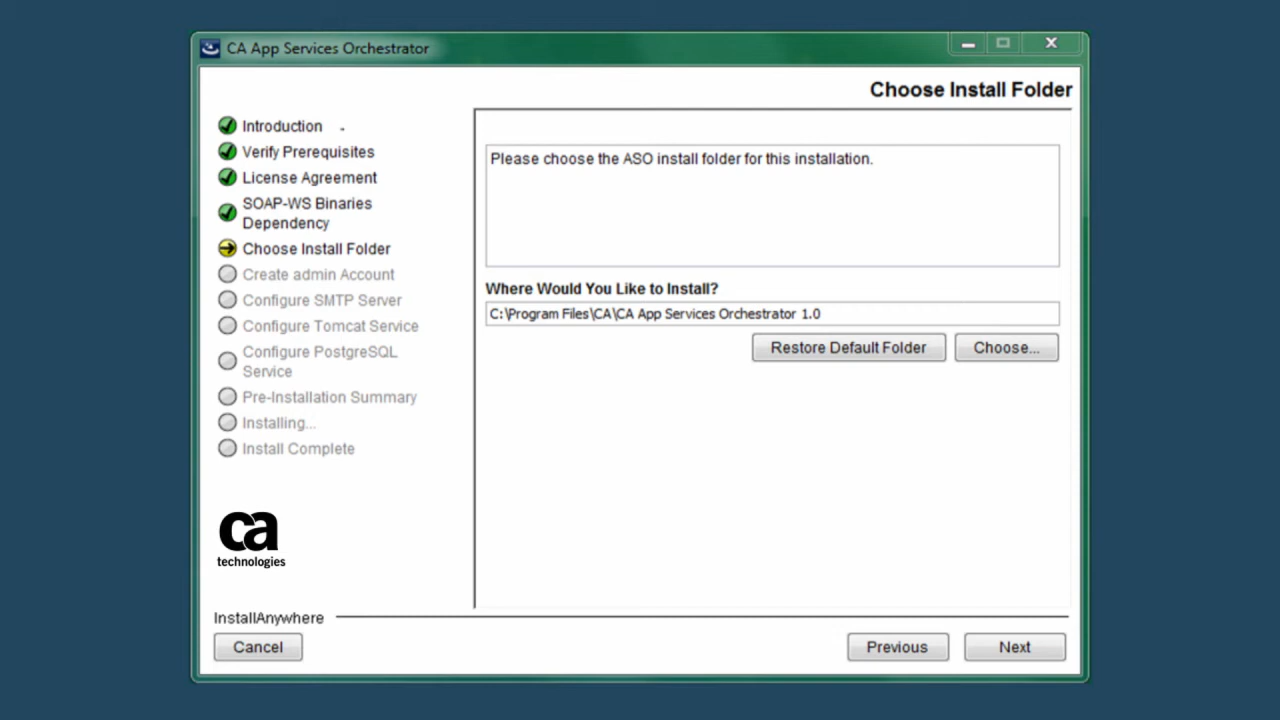 CA App Services Orchestrator
Choose Install Folder
Introduction
Verify Prerequisites
License Agreement
SOAP-WS Binaries
Dependency
Choose Install Folder
Create admin Account
Configure SMTP Server
Configure Tomcat Service
Configure PostgreSQL
Service
Pre-Installation Summary
Installing...
Install Complete
ca
technologies
Please choose the ASO install folder for this installation.
Where Would You Like to Install?
C:\Program Files\CA\CA App Services Orchestrator 1.0
Restore Default Folder Choose...
InstallAnywhere
Cancel Previous Next